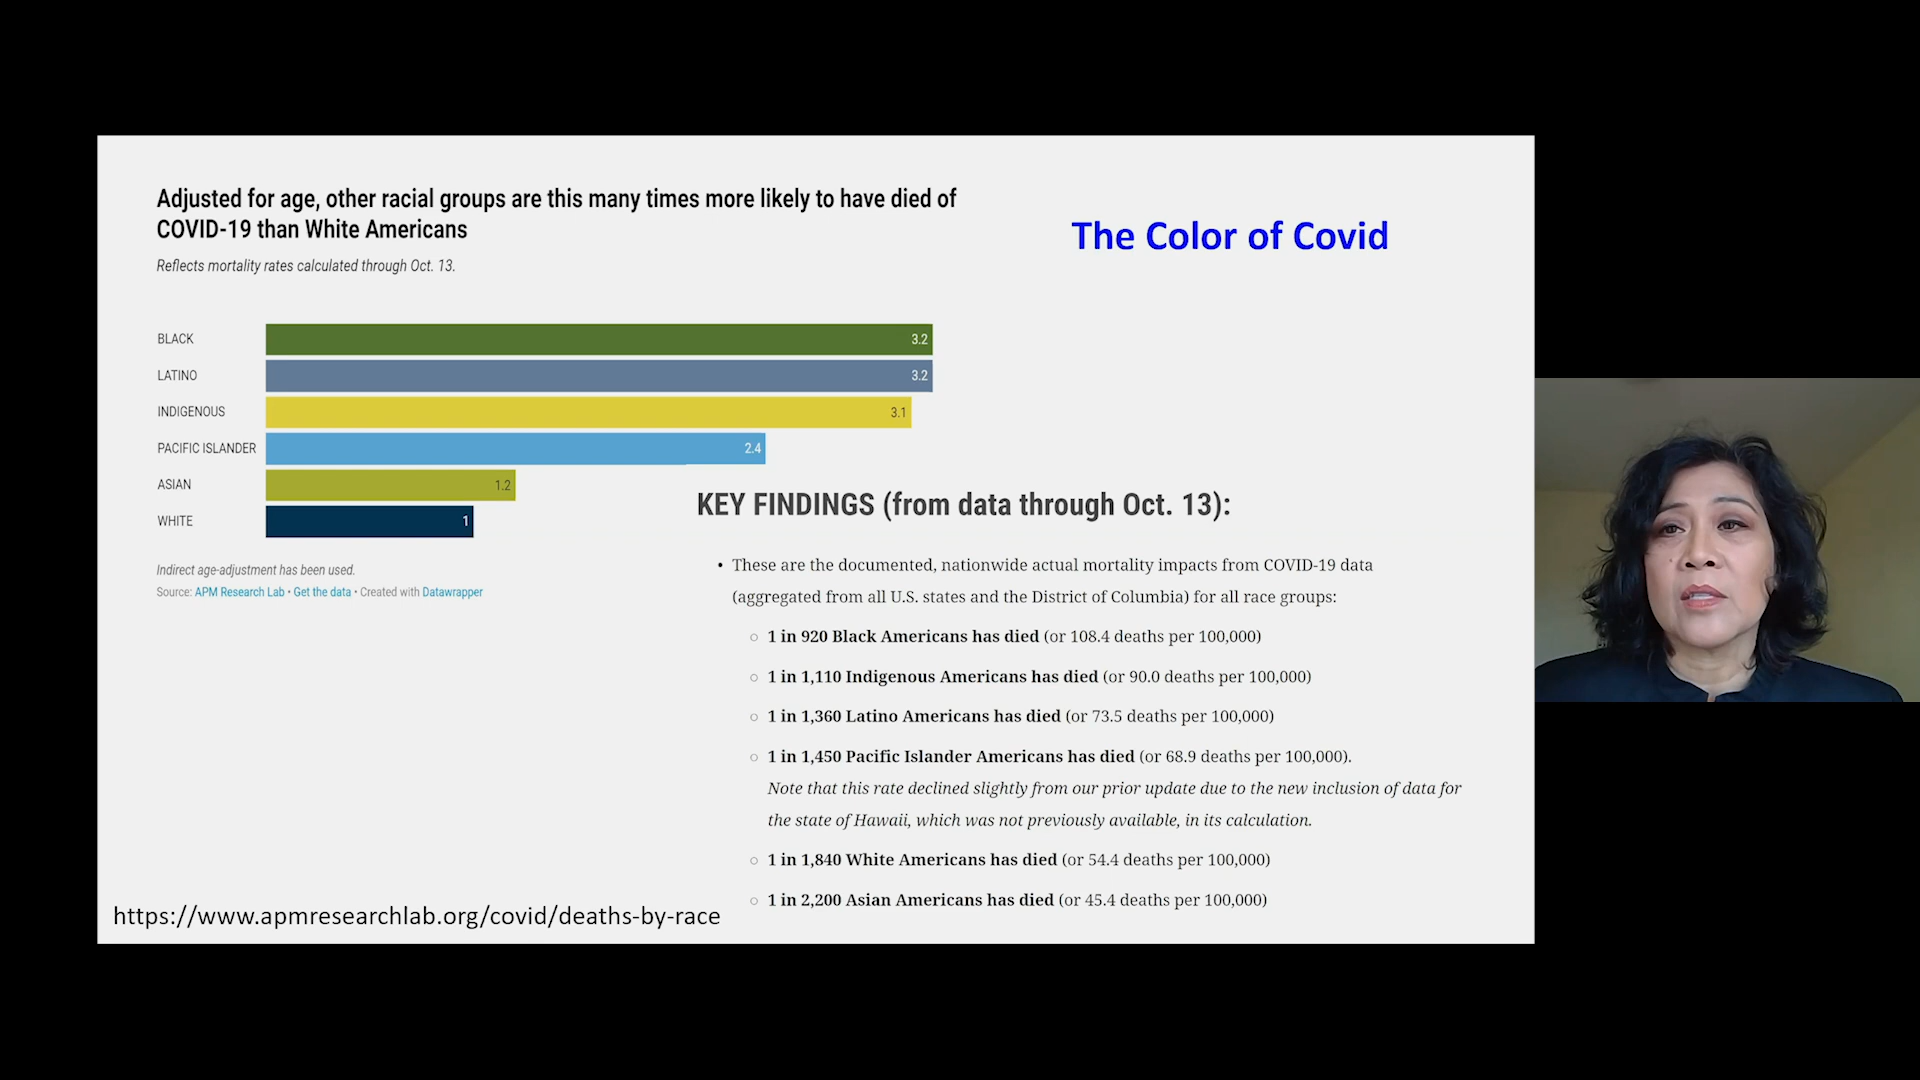 Adjusted for age, other racial groups are this many times more likely to have died of
COVID-19 than White Americans
Reflects mortality rates calculated through Oct. 13.
The Color of Covid
BLACK 3.2
LATINO 3.2
INDIGENOUS 3.1
PACIFIC ISLANDER 2.4
ASIAN 1.2
WHITE 1
Indirect age-adjustment has been used.
Source: APM Research Lab • Get the data • Created with Datawrapper
KEY FINDINGS (from data through Oct. 13):
• These are the documented, nationwide actual mortality impacts from COVID-19 data
(aggregated from all U.S. states and the District of Columbia) for all race groups:
○ 1 in 920 Black Americans has died (or 108.4 deaths per 100,000)
○ 1 in 1,110 Indigenous Americans has died (or 90.0 deaths per 100,000)
○ 1 in 1,360 Latino Americans has died (or 73.5 deaths per 100,000)
○ 1 in 1,450 Pacific Islander Americans has died (or 68.9 deaths per 100,000).
Note that this rate declined slightly from our prior update due to the new inclusion of data for
the state of Hawaii, which was not previously available, in its calculation.
○ 1 in 1,840 White Americans has died (or 54.4 deaths per 100,000)
○ 1 in 2,200 Asian Americans has died (or 45.4 deaths per 100,000)
https://www.apmresearchlab.org/covid/deaths-by-race